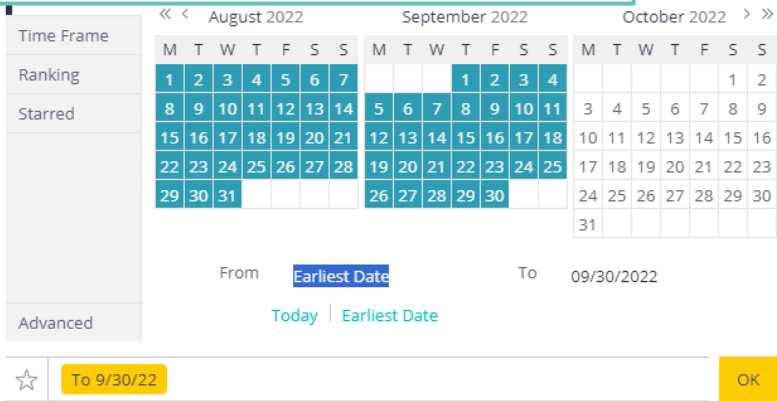 « < August 2022 September 2022 October 2022 > »
Time Frame
M T W T F S S M T W T F S S M T W T F S S
Ranking
1 2 3 4 5 6 7 1 2 3 4 1 2
Starred
8 9 10 11 12 13 14 5 6 7 8 9 10 11 3 4 5 6 7 8 9
15 16 17 18 19 20 21 12 13 14 15 16 17 18 10 11 12 13 14 15 16
22 23 24 25 26 27 28 19 20 21 22 23 24 25 17 18 19 20 21 22 23
29 30 31 26 27 28 29 30 24 25 26 27 28 29 30
31
From Earliest Date To 09/30/2022
Today | Earliest Date
Advanced
To 9/30/22 OK